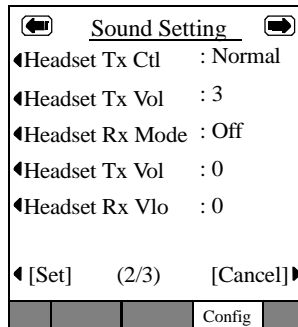 Sound Setting
Headset Tx Ctl : Normal
Headset Tx Vol : 3
Headset Rx Mode : Off
Headset Tx Vol : 0
Headset Rx Vlo : 0
[Set] (2/3) [Cancel]
Config